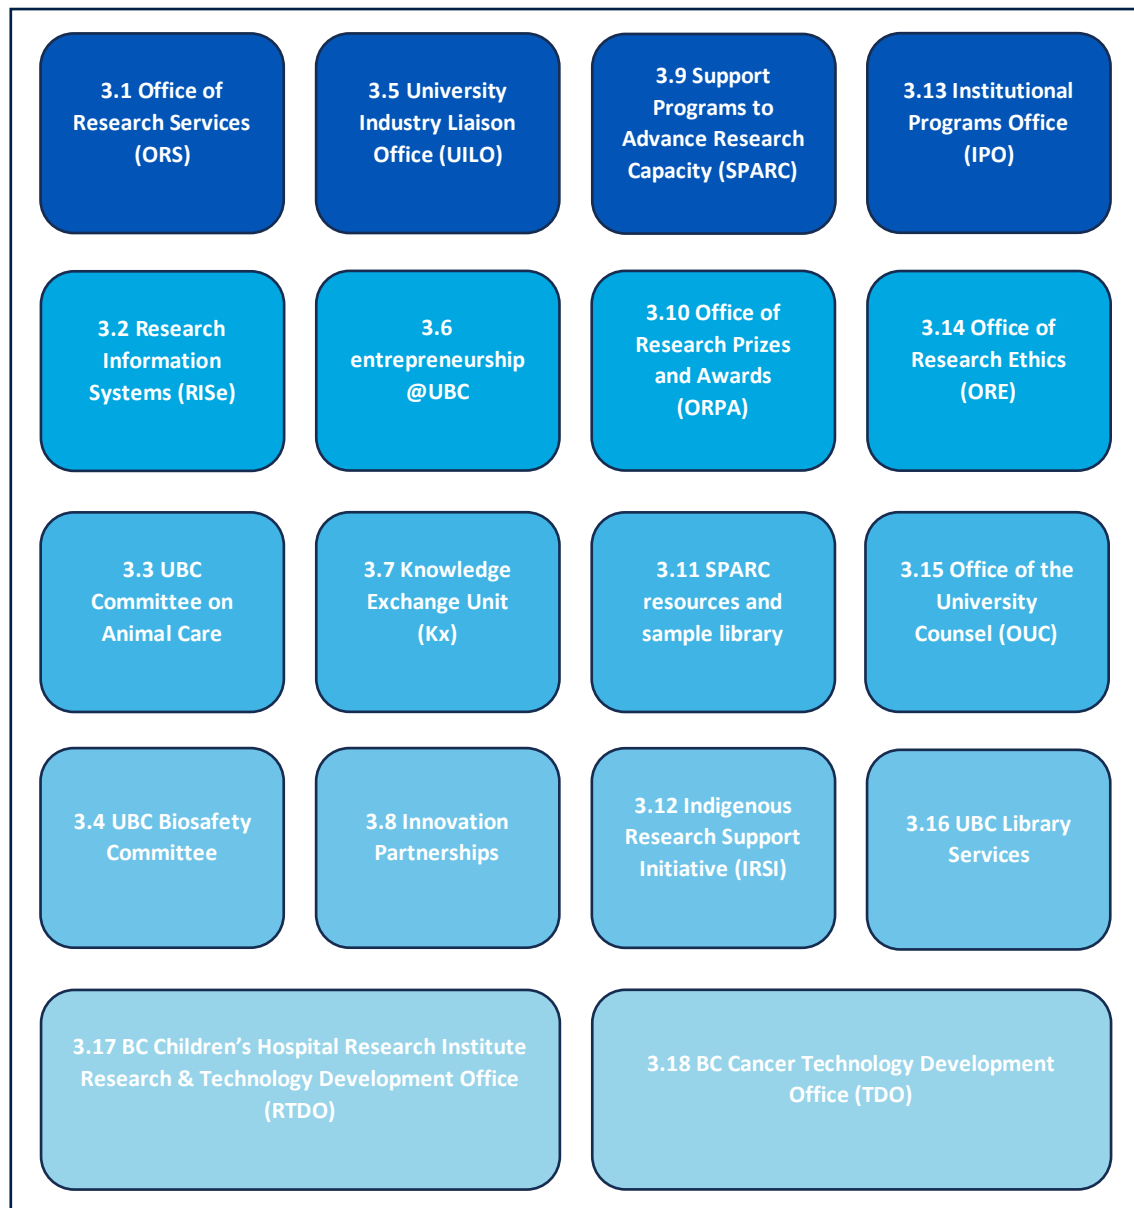 3.1 Office of
Research Services
(ORS)
3.5 University
Industry Liaison
Office (UILO)
3.9 Support
Programs to
Advance Research
Capacity (SPARC)
3.13 Institutional
Programs Office
(IPO)
3.2 Research
Information
Systems (RISe)
3.6
entrepreneurship
@UBC
3.10 Office of
Research Prizes
and Awards
(ORPA)
3.14 Office of
Research Ethics
(ORE)
3.3 UBC
Committee on
Animal Care
3.7 Knowledge
Exchange Unit
(Kx)
3.11 SPARC
resources and
sample library
3.15 Office of the
University
Counsel (OUC)
3.4 UBC Biosafety
Committee
3.8 Innovation
Partnerships
3.12 Indigenous
Research Support
Initiative (IRSI)
3.16 UBC Library
Services
3.17 BC Children’s Hospital Research Institute
Research & Technology Development Office
(RTDO)
3.18 BC Cancer Technology Development
Office (TDO)